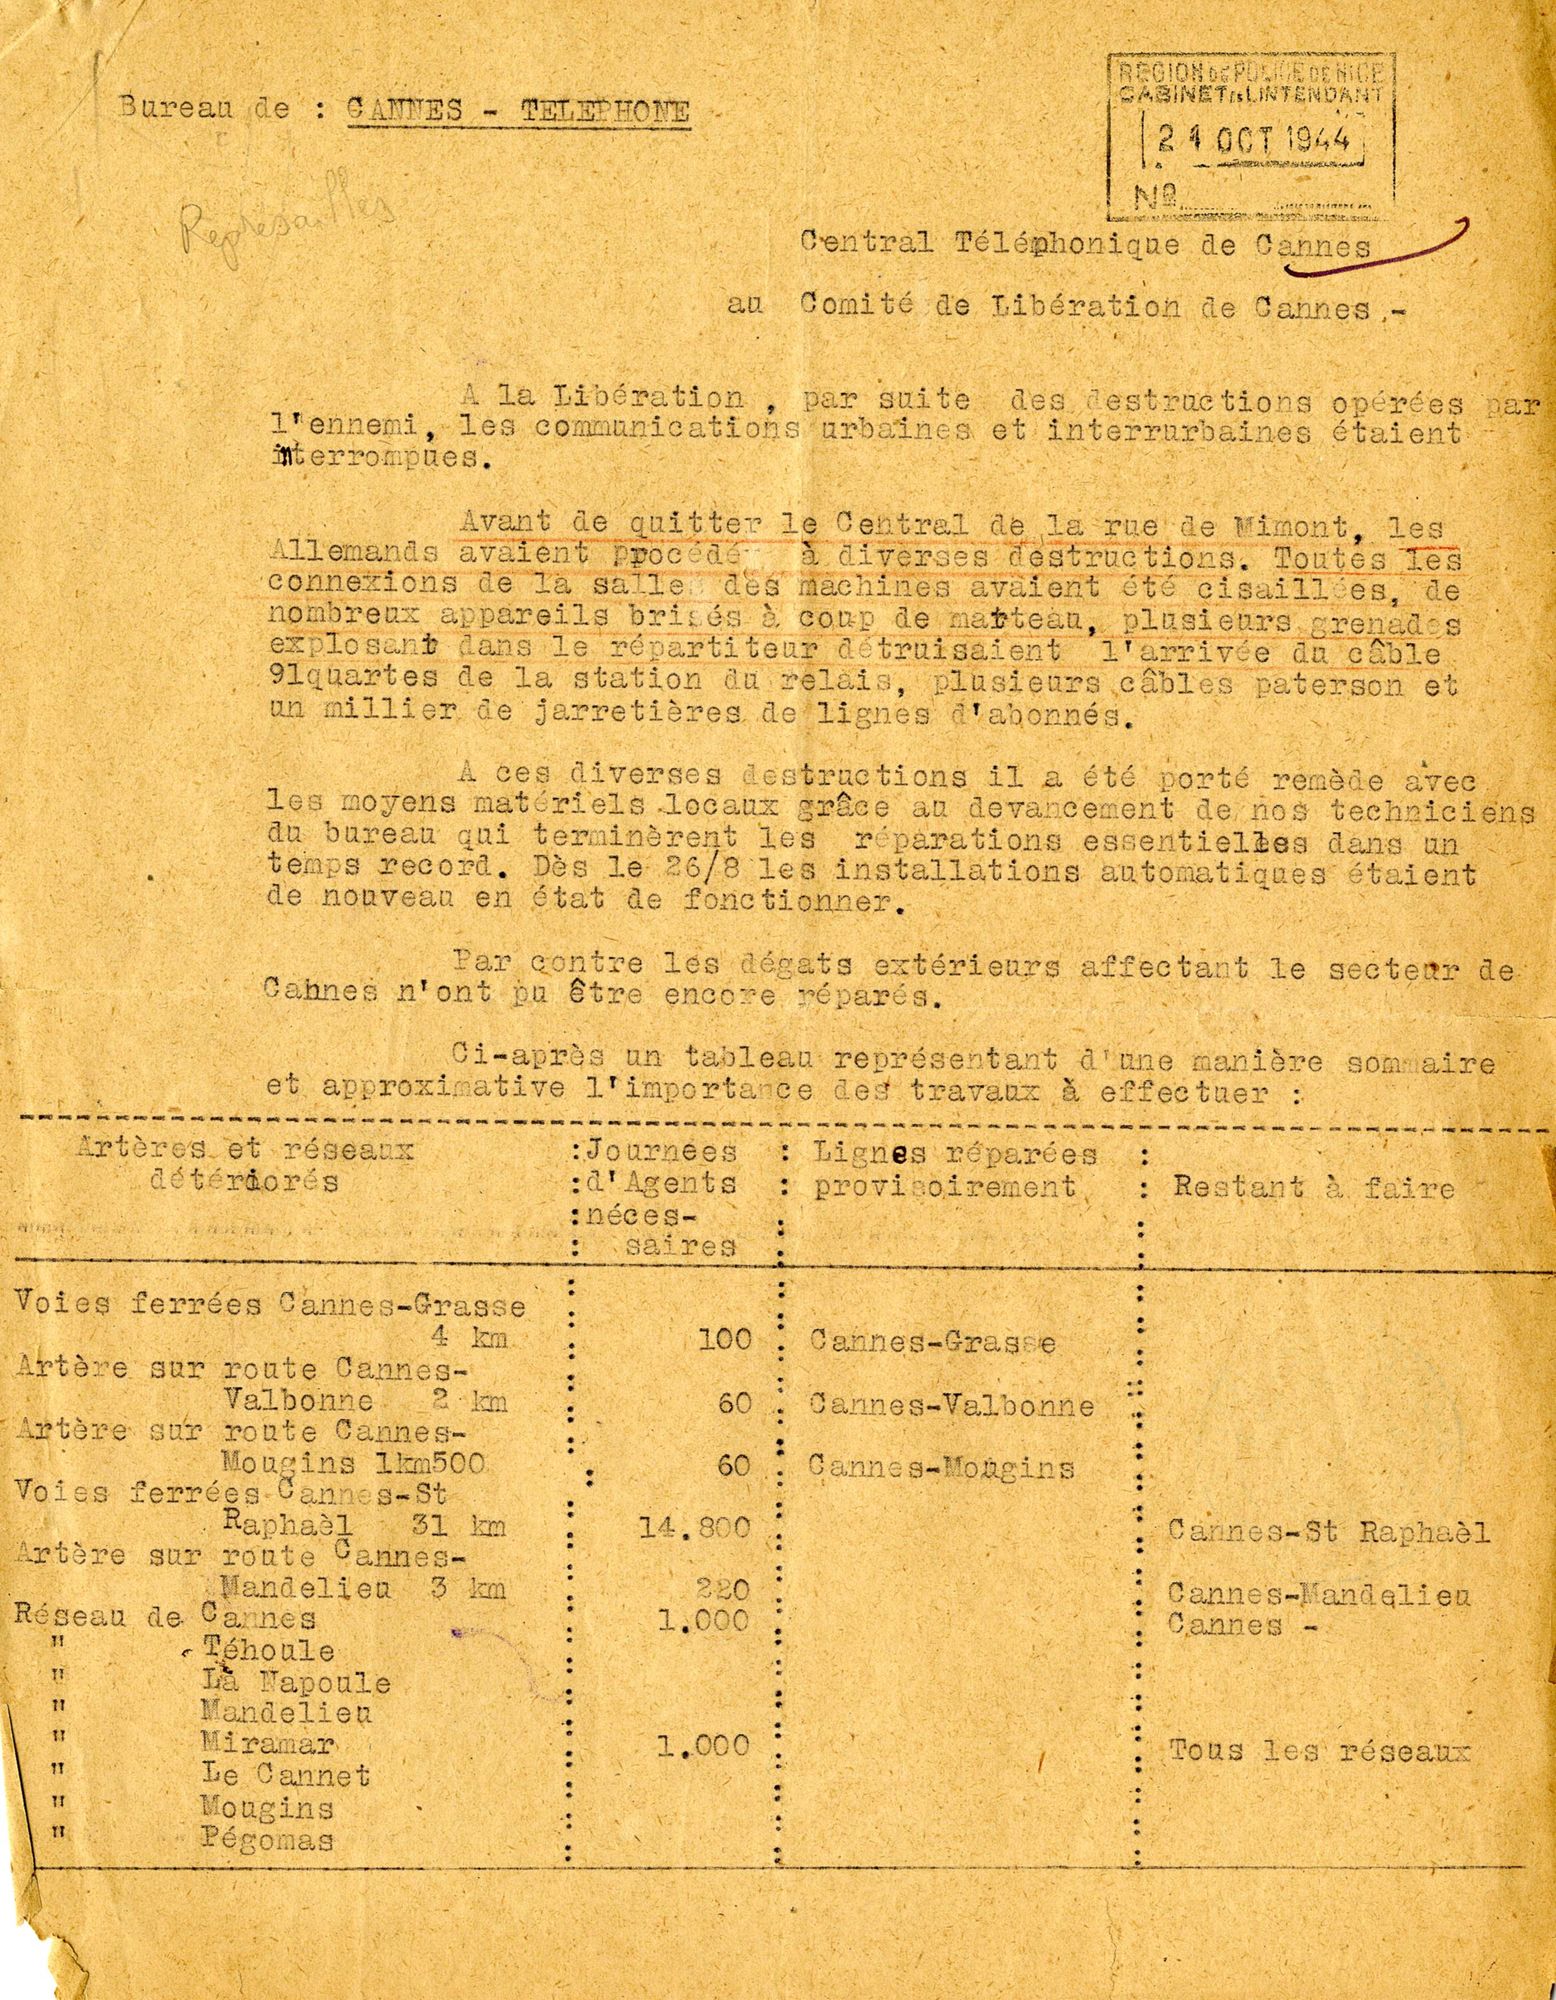 REGION DE POLICE DE NICE
CABINET DE L'INTENDANT
21 OCT 1944
Nº
Bureau de : CANNES - TELEPHONE
Représailles
Central Téléphonique de Cannes
au Comité de Libération de Cannes .-
A la Libération , par suite des destructions opérées par
l'ennemi, les communications urbaines et interrurbaines étaient
interrompues.
Avant de quitter le Central de la rue de Mimont, les
Allemands avaient procédé à diverses destructions. Toutes les
connexions de la salle des machines avaient été cisaillées, de
nombreux appareils brisés à coup de marteau, plusieurs grenades
explosant dans le répartiteur détruisaient l'arrivée du câble
91quartes de la station du relais, plusieurs câbles paterson et
un millier de jarretières de lignes d'abonnés.
A ces diverses destructions il a été porté remède avec
les moyens matériels locaux grâce au devancement de nos techniciens
du bureau qui terminèrent les réparations essentielles dans un
temps record. Dès le 26/8 les installations automatiques étaient
de nouveau en état de fonctionner.
Par contre les dégats extérieurs affectant le secteur de
Cannes n'ont pu être encore réparés.
Ci-après un tableau représentant d'une manière sommaire
et approximative l'importance des travaux à effectuer :
Artères et réseaux :Journées : Lignes réparées :
détériorés :d'Agents : provisoirement : Restant à faire
:néces- : :
: saires : :
Voies ferrées Cannes-Grasse
4 km : 100 : Cannes-Grasse :
Artère sur route Cannes-
Valbonne 2 km : 60 : Cannes-Valbonne :
Artère sur route Cannes-
Mougins 1km500 : 60 : Cannes-Mougins :
Voies ferrées Cannes-St
Raphaèl 31 km : 14.800 : : Cannes-St Raphaèl
Artère sur route Cannes-
Mandelieu 3 km : 220 : : Cannes-Mandelieu
Réseau de Cannes : 1.000 : : Cannes -
" Téhoule
" La Napoule
" Mandelieu
" Miramar : 1.000 : : Tous les réseaux
" Le Cannet
" Mougins
" Pégomas